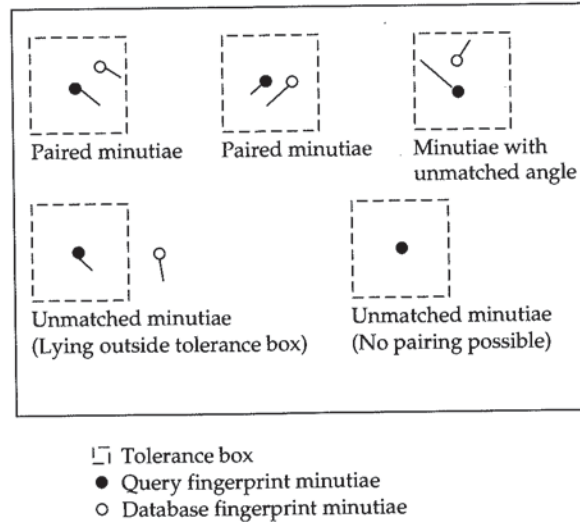 Paired minutiae
Paired minutiae
Minutiae with
unmatched angle
Unmatched minutiae
(Lying outside tolerance box)
Unmatched minutiae
(No pairing possible)
Tolerance box
Query fingerprint minutiae
Database fingerprint minutiae